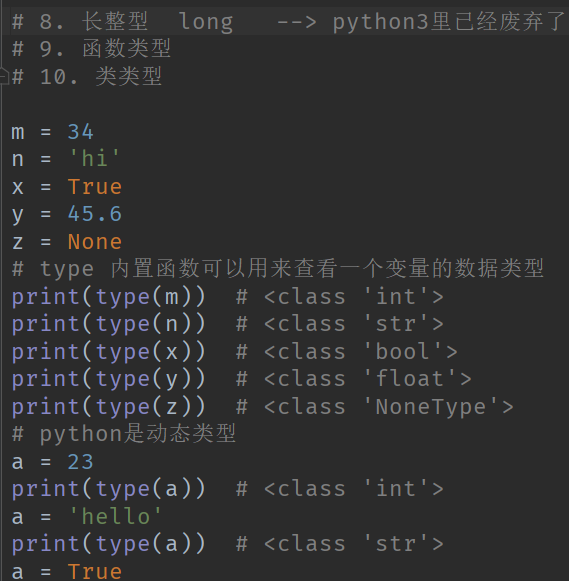 # 8. 长整型  long   --> python3里已经废弃了
# 9. 函数类型
# 10. 类类型
m = 34
n = 'hi'
x = True
y = 45.6
z = None
# type 内置函数可以用来查看一个变量的数据类型
print(type(m))  # <class 'int'>
print(type(n))  # <class 'str'>
print(type(x))  # <class 'bool'>
print(type(y))  # <class 'float'>
print(type(z))  # <class 'NoneType'>
# python是动态类型
a = 23
print(type(a))  # <class 'int'>
a = 'hello'
print(type(a))  # <class 'str'>
a = True